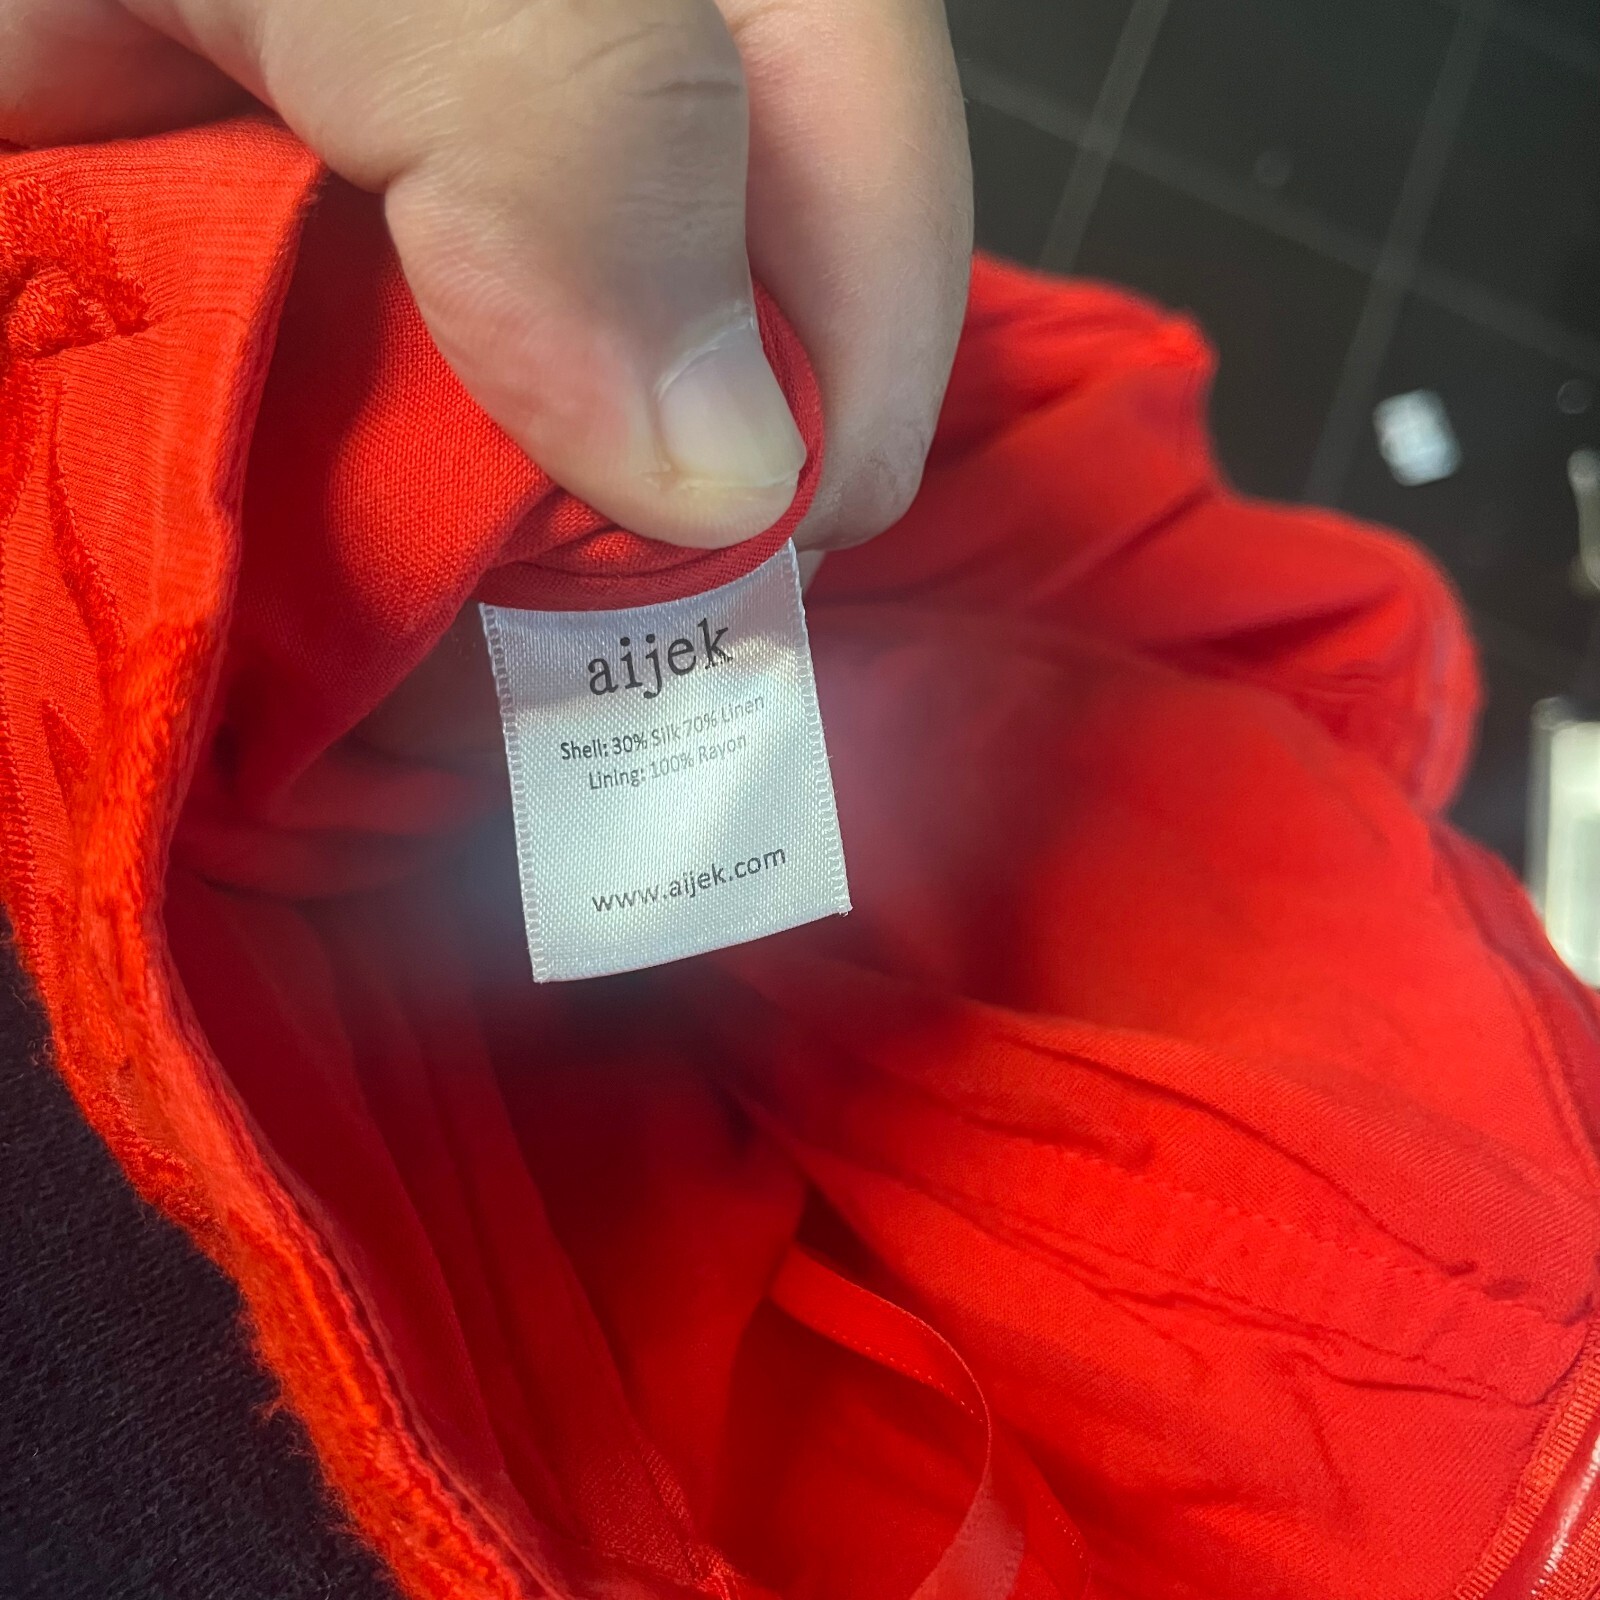 aijek
Shell: 30% Silk 70% Linen
Lining: 100% Rayon
www.aijek.com